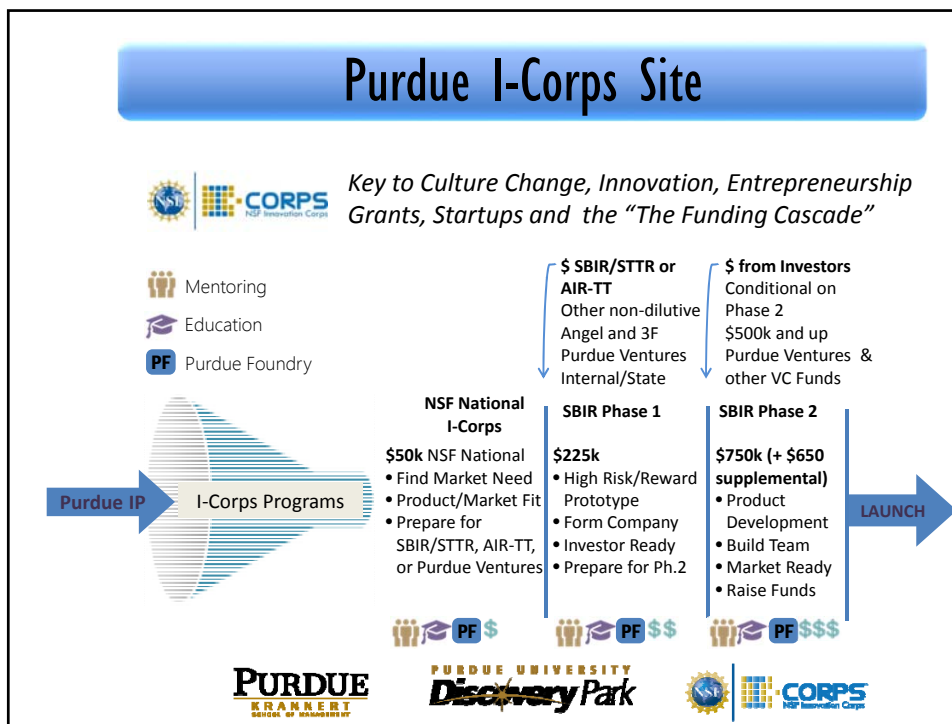 Purdue I-Corps Site
NSF
I-CORPS
NSF Innovation Corps
Key to Culture Change, Innovation, Entrepreneurship
Grants, Startups and the “The Funding Cascade”
Mentoring
Education
PF Purdue Foundry
$ SBIR/STTR or
AIR-TT
Other non-dilutive
Angel and 3F
Purdue Ventures
Internal/State
$ from Investors
Conditional on
Phase 2
$500k and up
Purdue Ventures &
other VC Funds
Purdue IP
I-Corps Programs
NSF National
I-Corps
$50k NSF National
• Find Market Need
• Product/Market Fit
• Prepare for
SBIR/STTR, AIR-TT,
or Purdue Ventures
SBIR Phase 1
$225k
• High Risk/Reward
Prototype
• Form Company
• Investor Ready
• Prepare for Ph.2
SBIR Phase 2
$750k (+ $650
supplemental)
• Product
Development
• Build Team
• Market Ready
• Raise Funds
LAUNCH
PF $
PF $$
PF $$$
PURDUE
KRANNERT
SCHOOL OF MANAGEMENT
PURDUE UNIVERSITY
Discovery Park
NSF
I-CORPS
NSF Innovation Corps